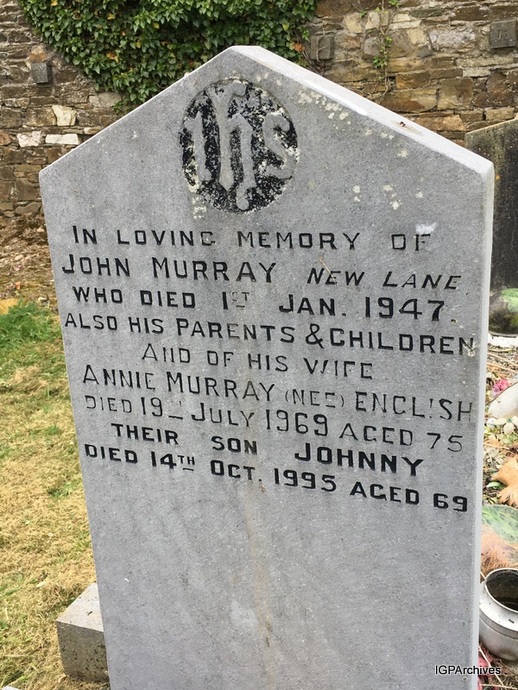 IHS
IN LOVING MEMORY OF
JOHN MURRAY NEW LANE
WHO DIED 1ST JAN. 1947.
ALSO HIS PARENTS & CHILDREN
AND OF HIS WIFE
ANNIE MURRAY (NEE) ENGLISH
DIED 19TH JULY 1969 AGED 75
THEIR SON JOHNNY
DIED 14TH OCT. 1995 AGED 69
IGPArchives